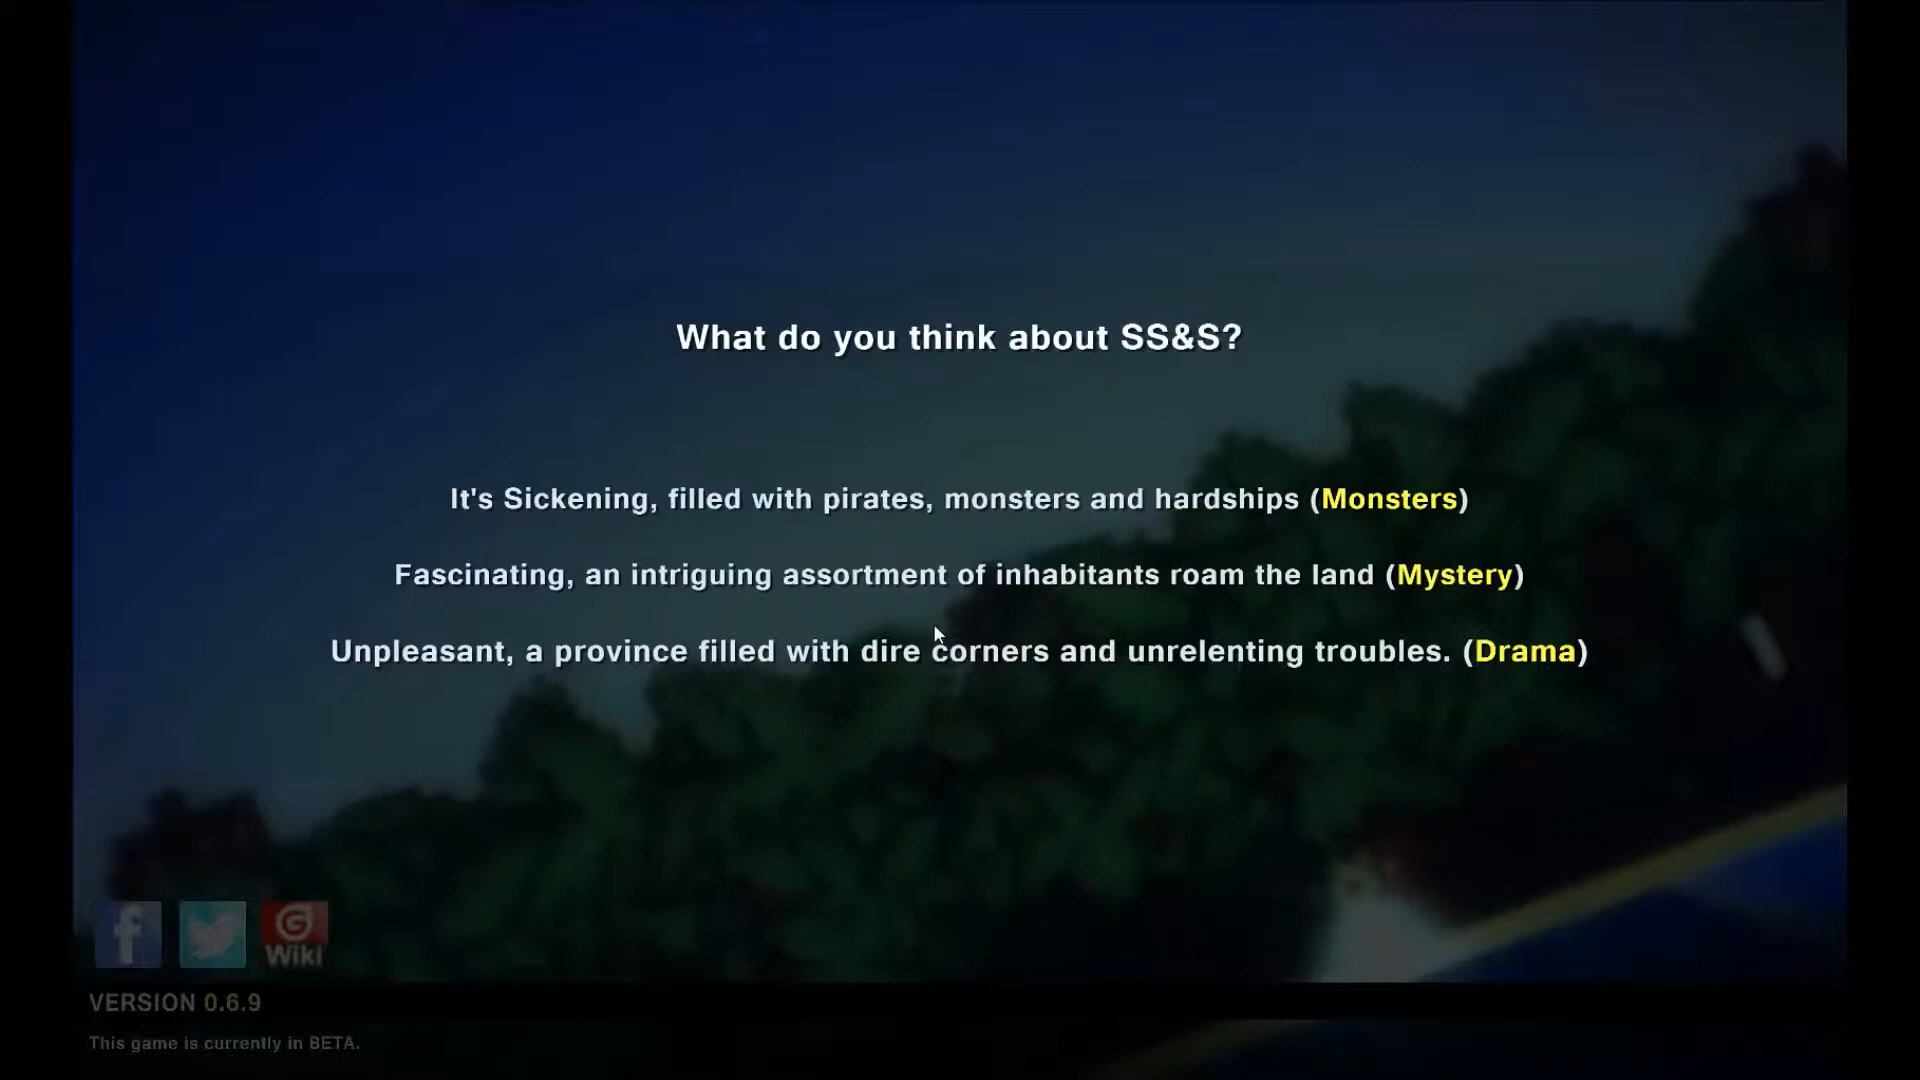 What do you think about SS&S?
It's Sickening, filled with pirates, monsters and hardships (Monsters)
Fascinating, an intriguing assortment of inhabitants roam the land (Mystery)
Unpleasant, a province filled with dire corners and unrelenting troubles. (Drama)
f
G
Wiki
VERSION 0.6.9
This game is currently in BETA.